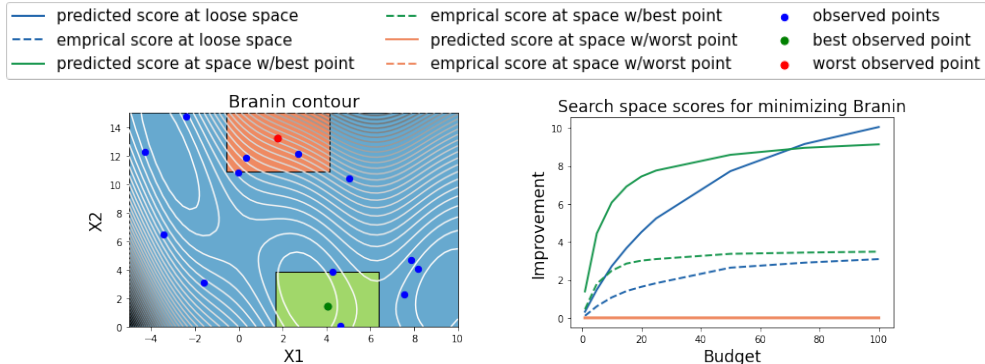 predicted score at loose space
emprical score at loose space
predicted score at space w/best point
emprical score at space w/best point
predicted score at space w/worst point
emprical score at space w/worst point
observed points
best observed point
worst observed point
Branin contour
X2
14
12
10
8
6
4
2
0
−4
−2
0
2
4
6
8
10
X1
Search space scores for minimizing Branin
Improvement
10
8
6
4
2
0
0
20
40
60
80
100
Budget